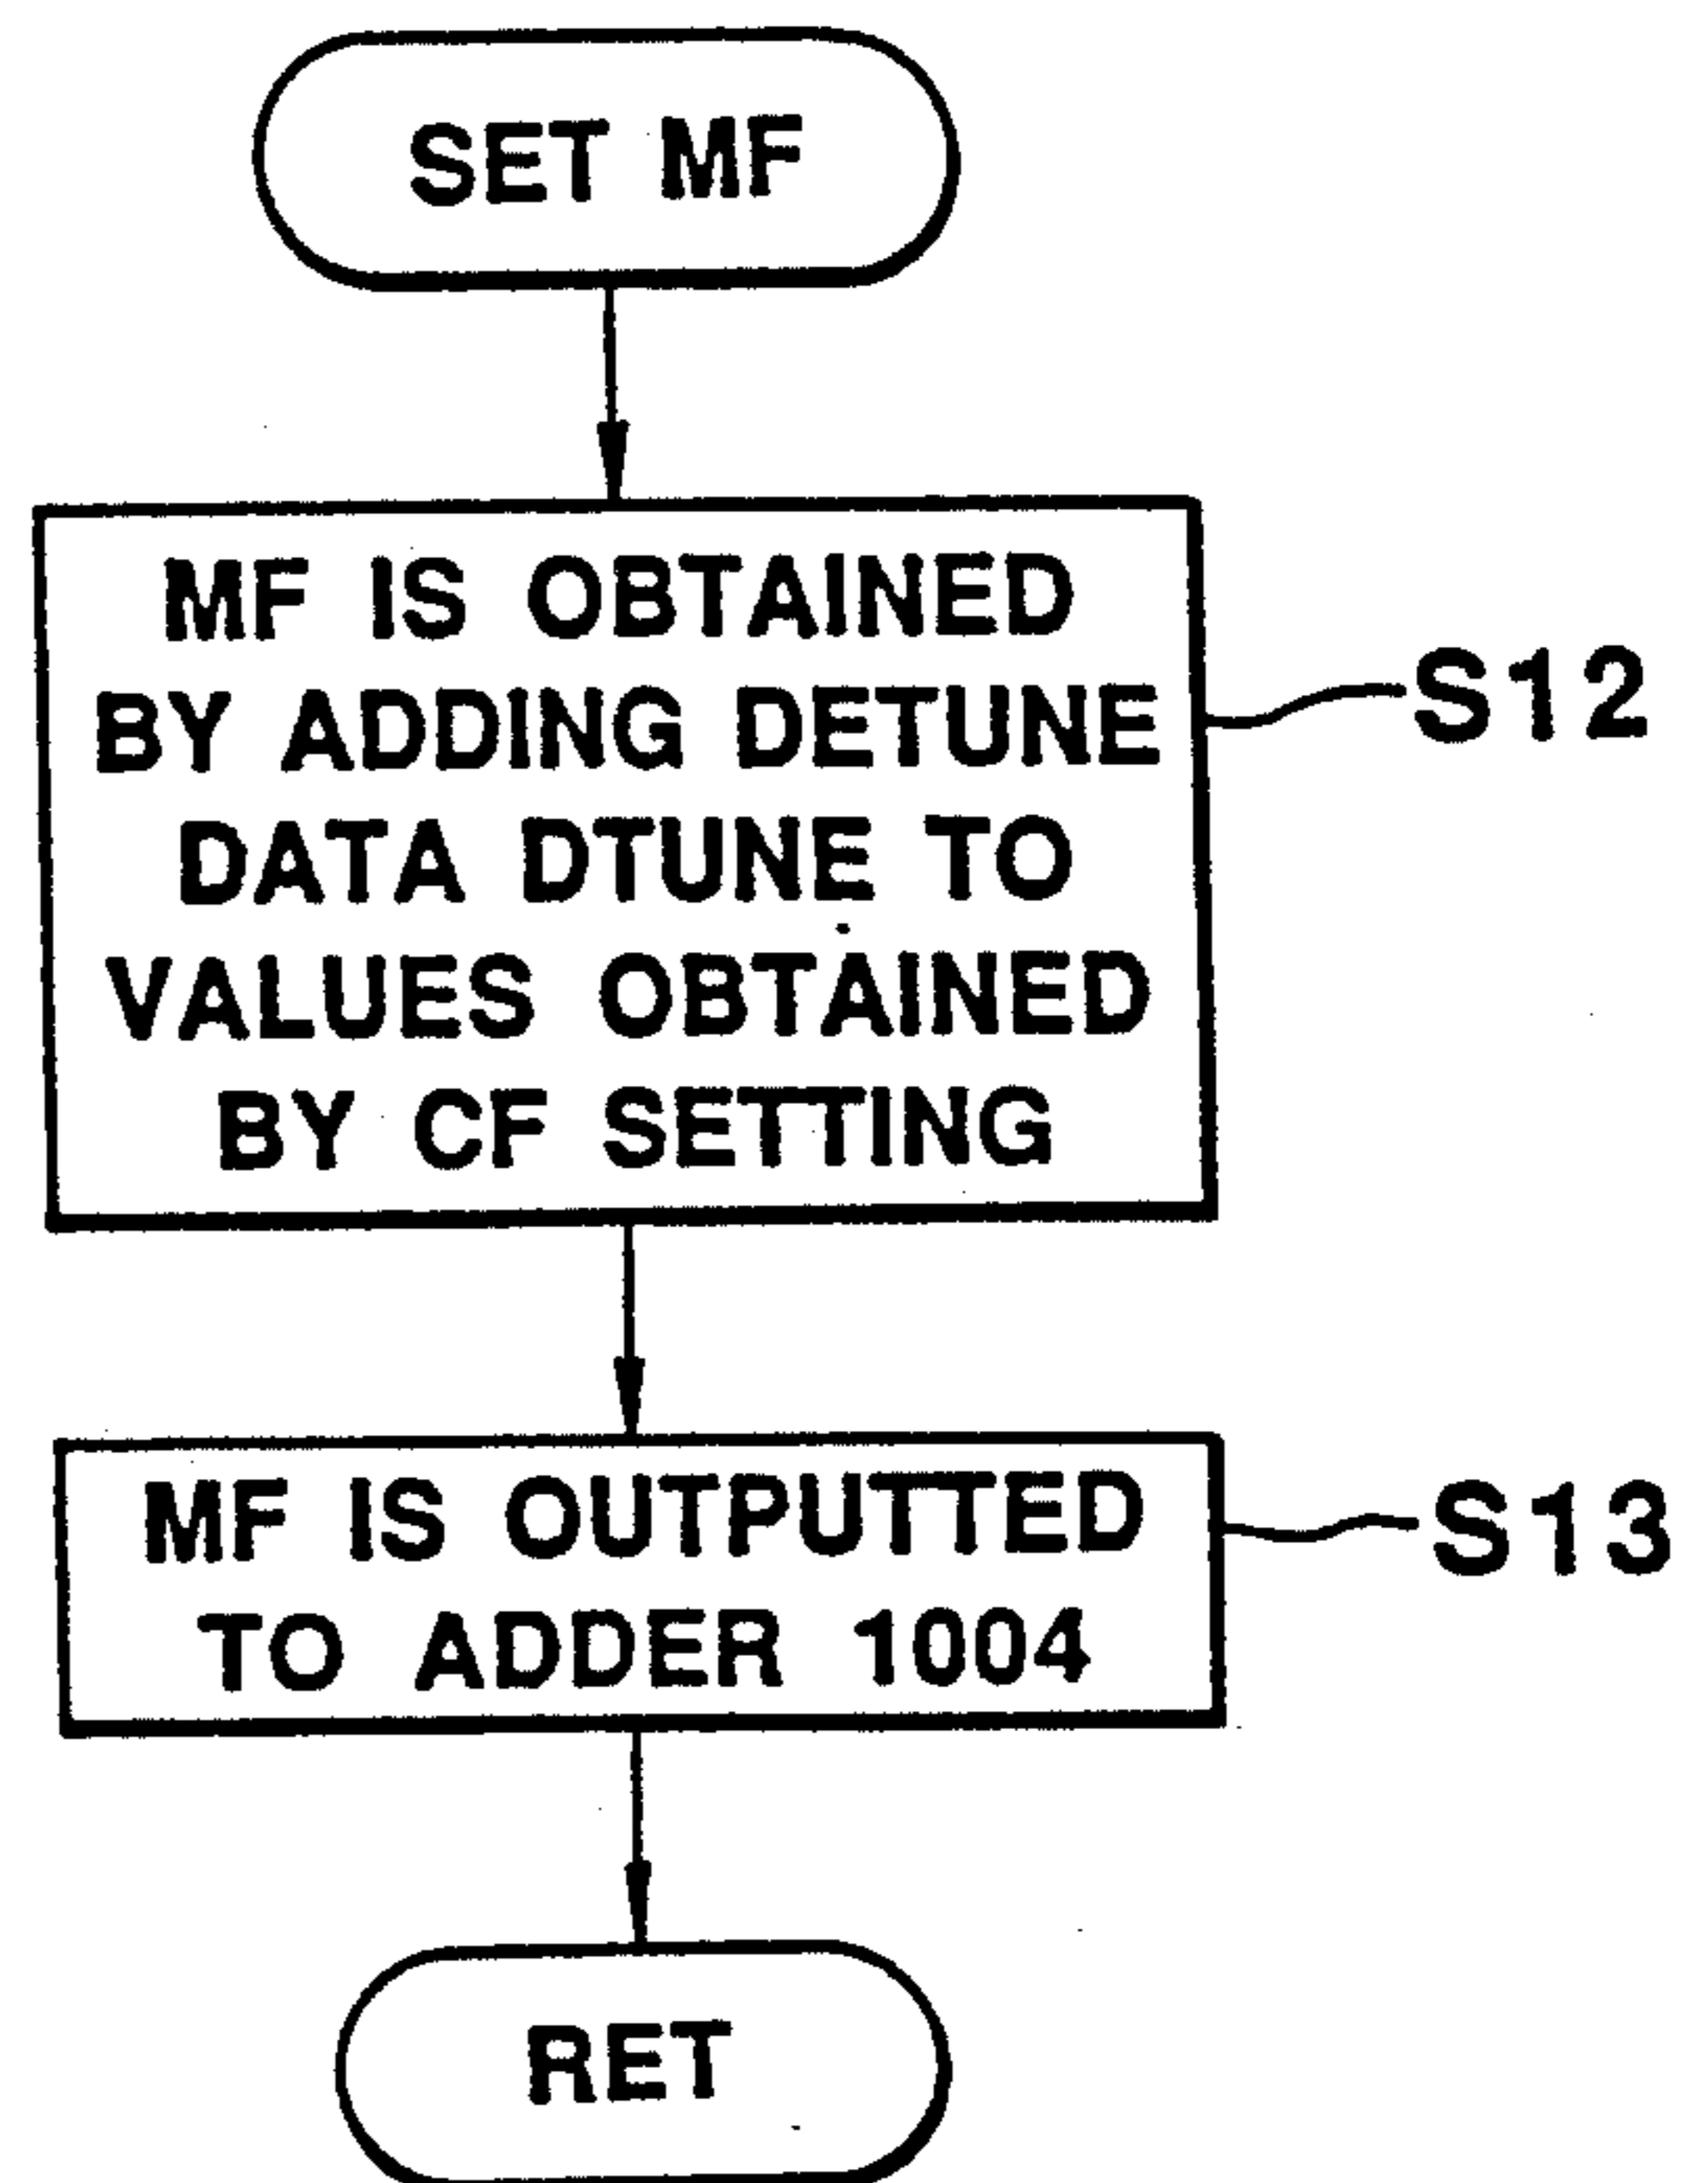 SET MF
MF IS OBTAINED
BY ADDING DETUNE
DATA DTUNE TO
VALUES OBTAINED
BY CF SETTING
S12
MF IS OUTPUTTED
TO ADDER 1004
S13
RET